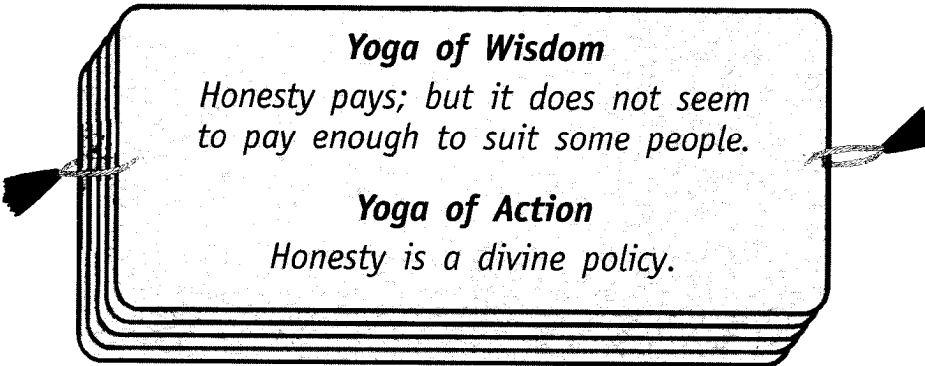 Yoga of Wisdom
Honesty pays; but it does not seem
to pay enough to suit some people.
Yoga of Action
Honesty is a divine policy.